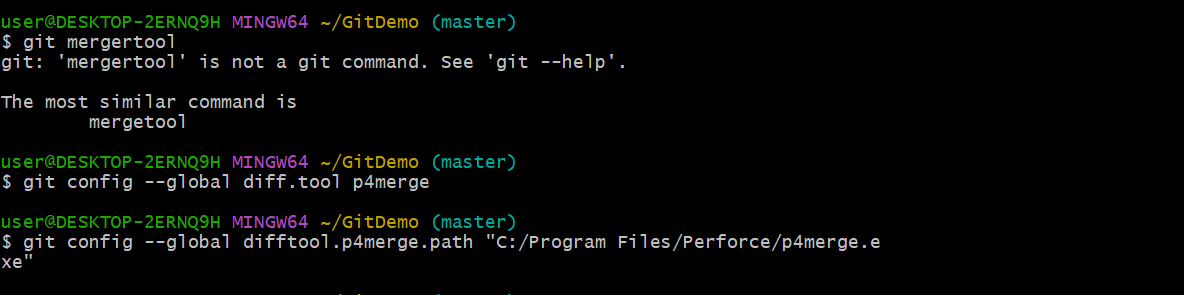 user@DESKTOP-2ERNQ9H MINGW64 ~/GitDemo (master)
$ git mergertool
git: 'mergertool' is not a git command. See 'git --help'.
The most similar command is
        mergetool
user@DESKTOP-2ERNQ9H MINGW64 ~/GitDemo (master)
$ git config --global diff.tool p4merge
user@DESKTOP-2ERNQ9H MINGW64 ~/GitDemo (master)
$ git config --global difftool.p4merge.path "C:/Program Files/Perforce/p4merge.e
xe"